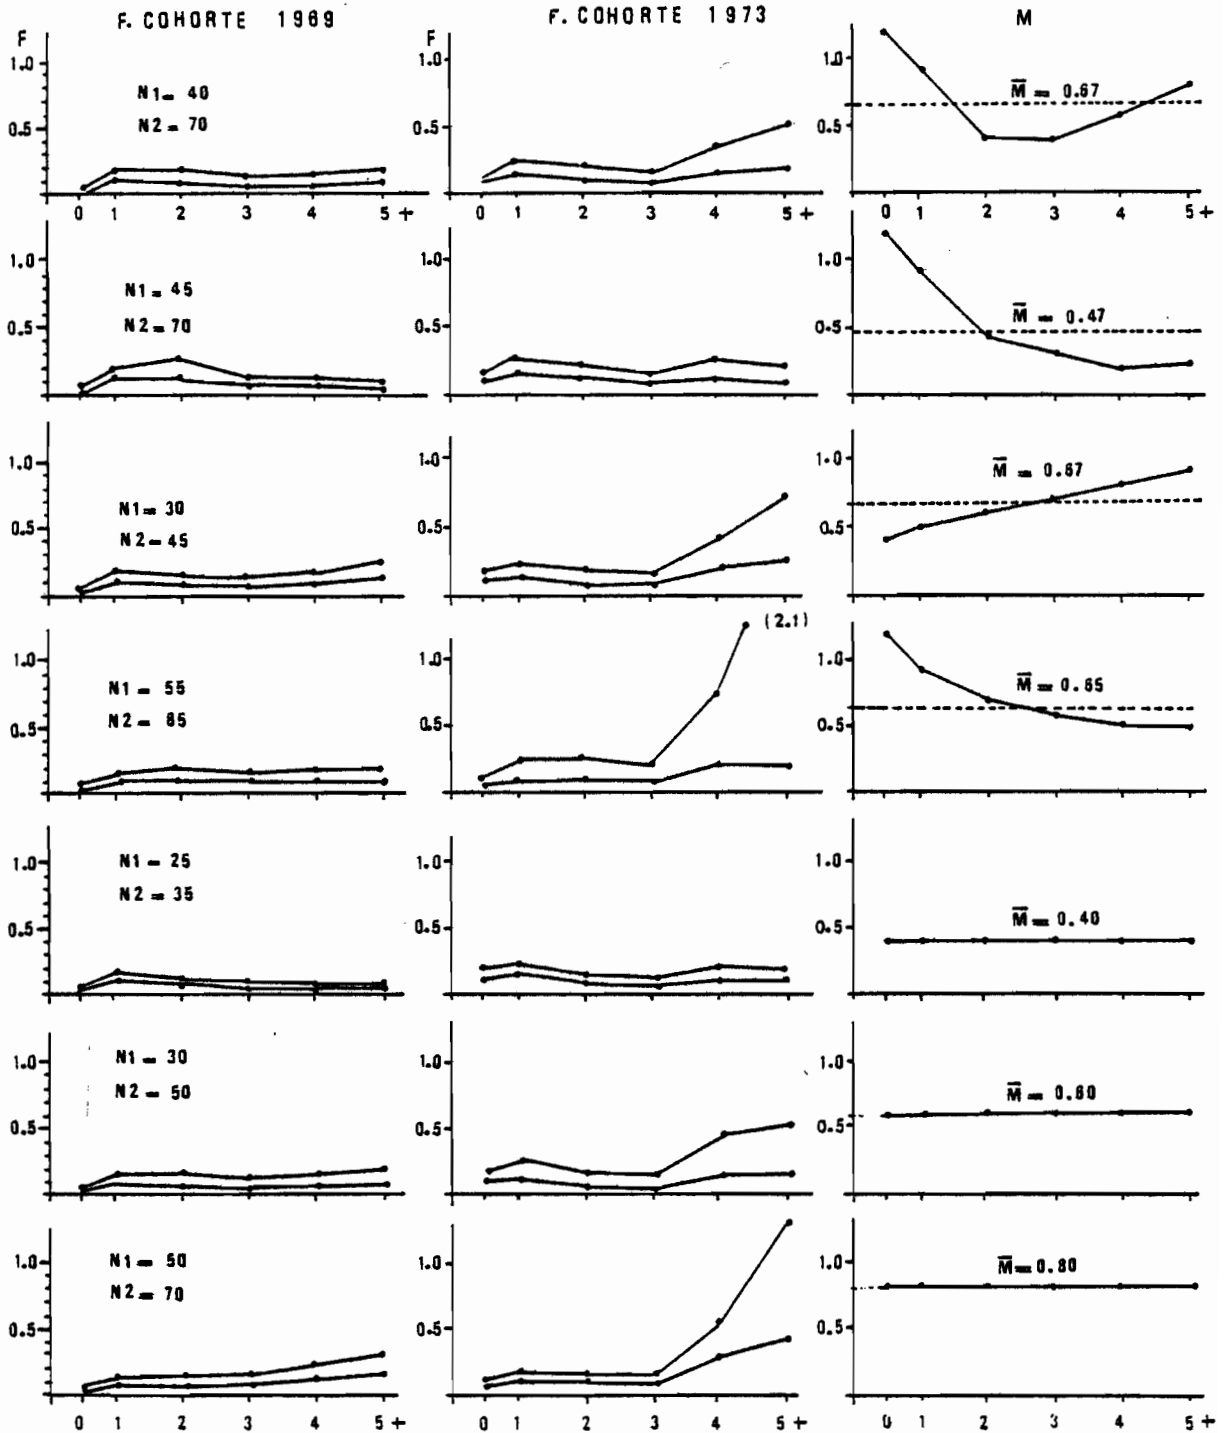 F. COHORTE 1969
F. COHORTE 1973
M
F
1.0
0.5
N1= 40
N2= 70
0 1 2 3 4 5+
F
1.0
0.5
0 1 2 3 4 5+
1.0
0.5
M̅ = 0.67
0 1 2 3 4 5+
1.0
0.5
N1= 45
N2= 70
1.0
0.5
1.0
0.5
M̅ = 0.47
1.0
0.5
N1= 30
N2= 45
1.0
0.5
1.0
0.5
M̅ = 0.67
1.0
0.5
N1= 55
N2= 85
1.0
0.5
(2.1)
1.0
0.5
M̅ = 0.65
1.0
0.5
N1= 25
N2= 35
1.0
0.5
1.0
0.5
M̅ = 0.40
1.0
0.5
N1= 30
N2= 50
1.0
0.5
1.0
0.5
M̅ = 0.60
1.0
0.5
N1= 50
N2= 70
0 1 2 3 4 5+
1.0
0.5
0 1 2 3 4 5+
1.0
0.5
M̅= 0.80
0 1 2 3 4 5+